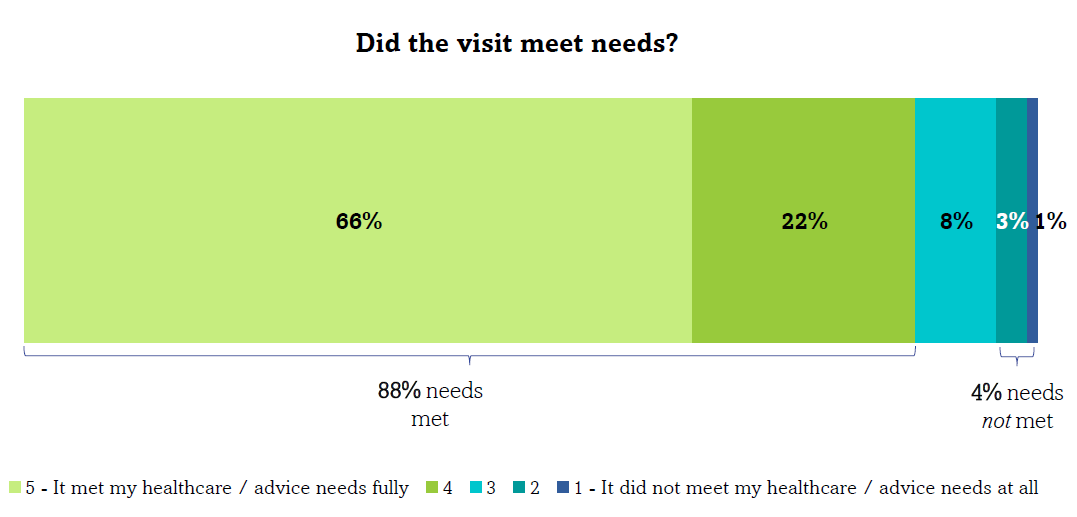 Did the visit meet needs?
66% 22% 8% 3% 1%
88% needs
met
4% needs
not met
5 - It met my healthcare / advice needs fully 4 3 2 1 - It did not meet my healthcare / advice needs at all